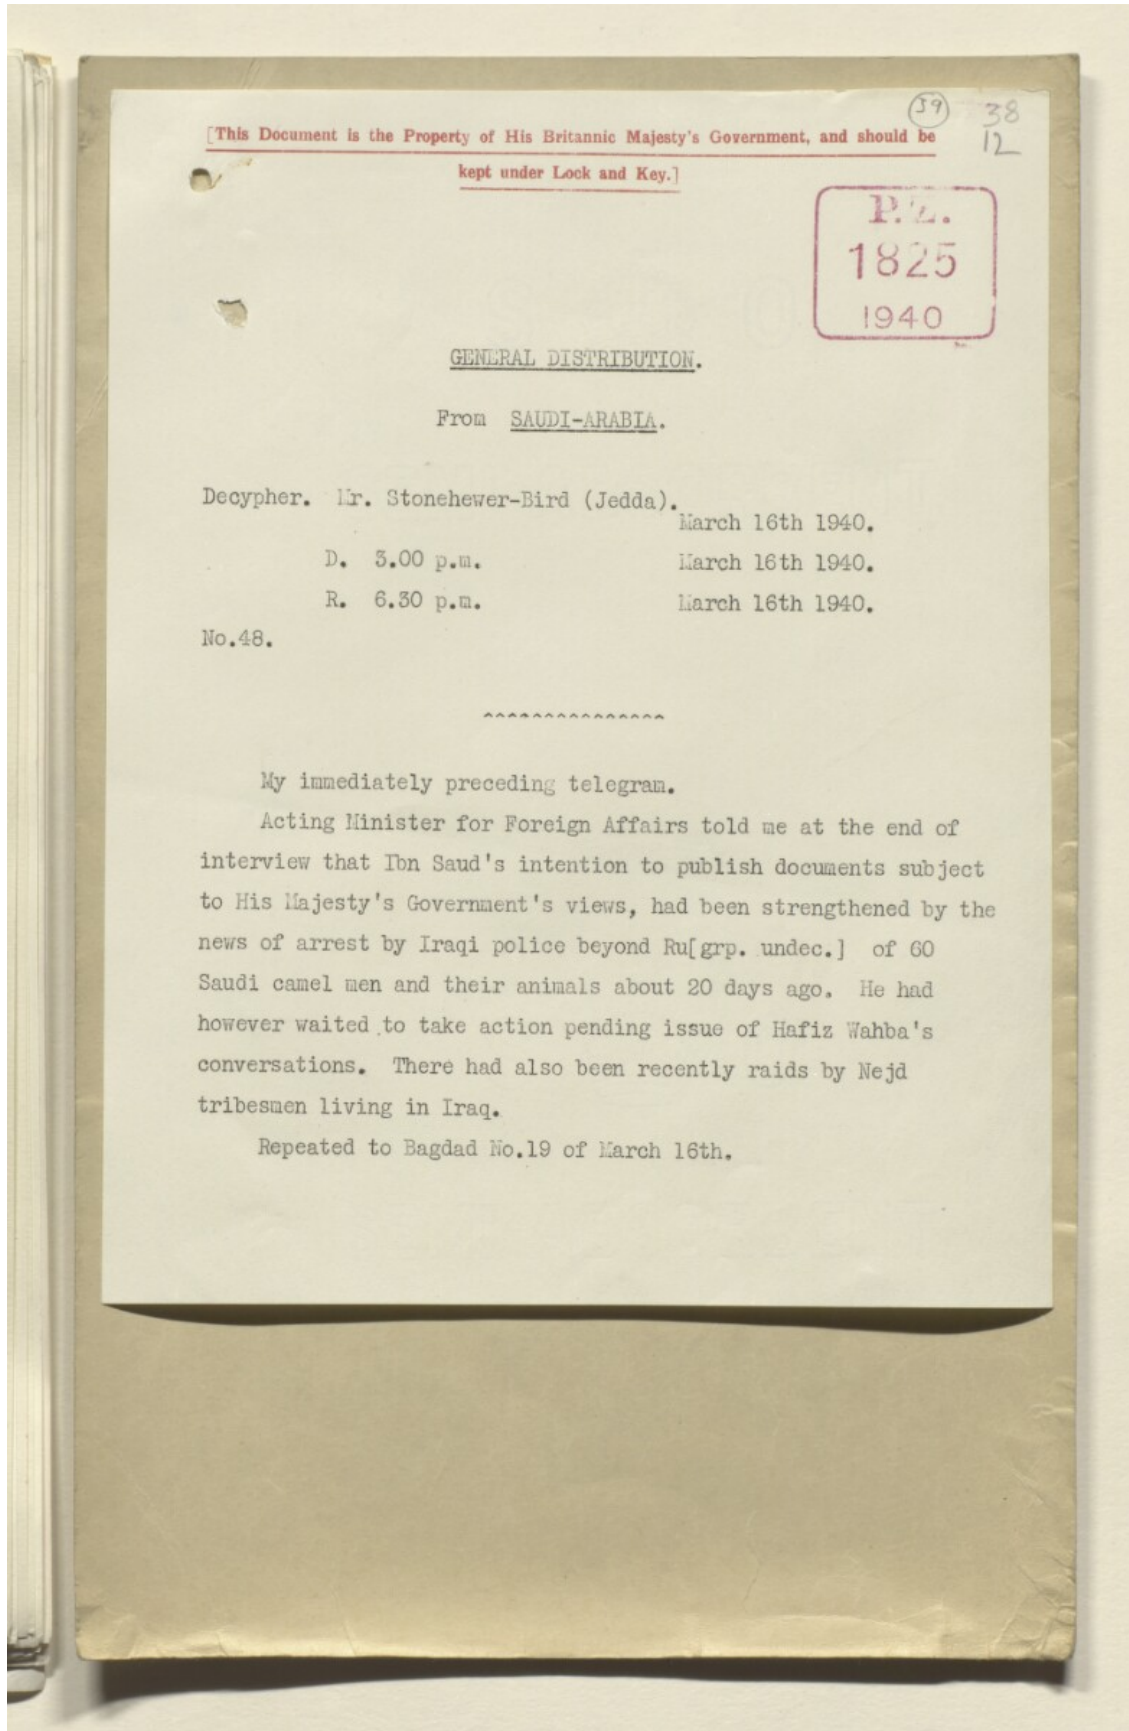 39
38
12
[This Document is the Property of His Britannic Majesty's Government, and should be
kept under Lock and Key.]
P.Z.
1825
1940
GENERAL DISTRIBUTION.
From SAUDI-ARABIA.
Decypher. Mr. Stonehewer-Bird (Jedda).
March 16th 1940.
D. 3.00 p.m. March 16th 1940.
R. 6.30 p.m. March 16th 1940.
No.48.
^^^^^^^^^^^^^^^
My immediately preceding telegram.
Acting Minister for Foreign Affairs told me at the end of
interview that Ibn Saud's intention to publish documents subject
to His Majesty's Government's views, had been strengthened by the
news of arrest by Iraqi police beyond Ru[grp. undec.] of 60
Saudi camel men and their animals about 20 days ago. He had
however waited to take action pending issue of Hafiz Wahba's
conversations. There had also been recently raids by Nejd
tribesmen living in Iraq.
Repeated to Bagdad No.19 of March 16th.